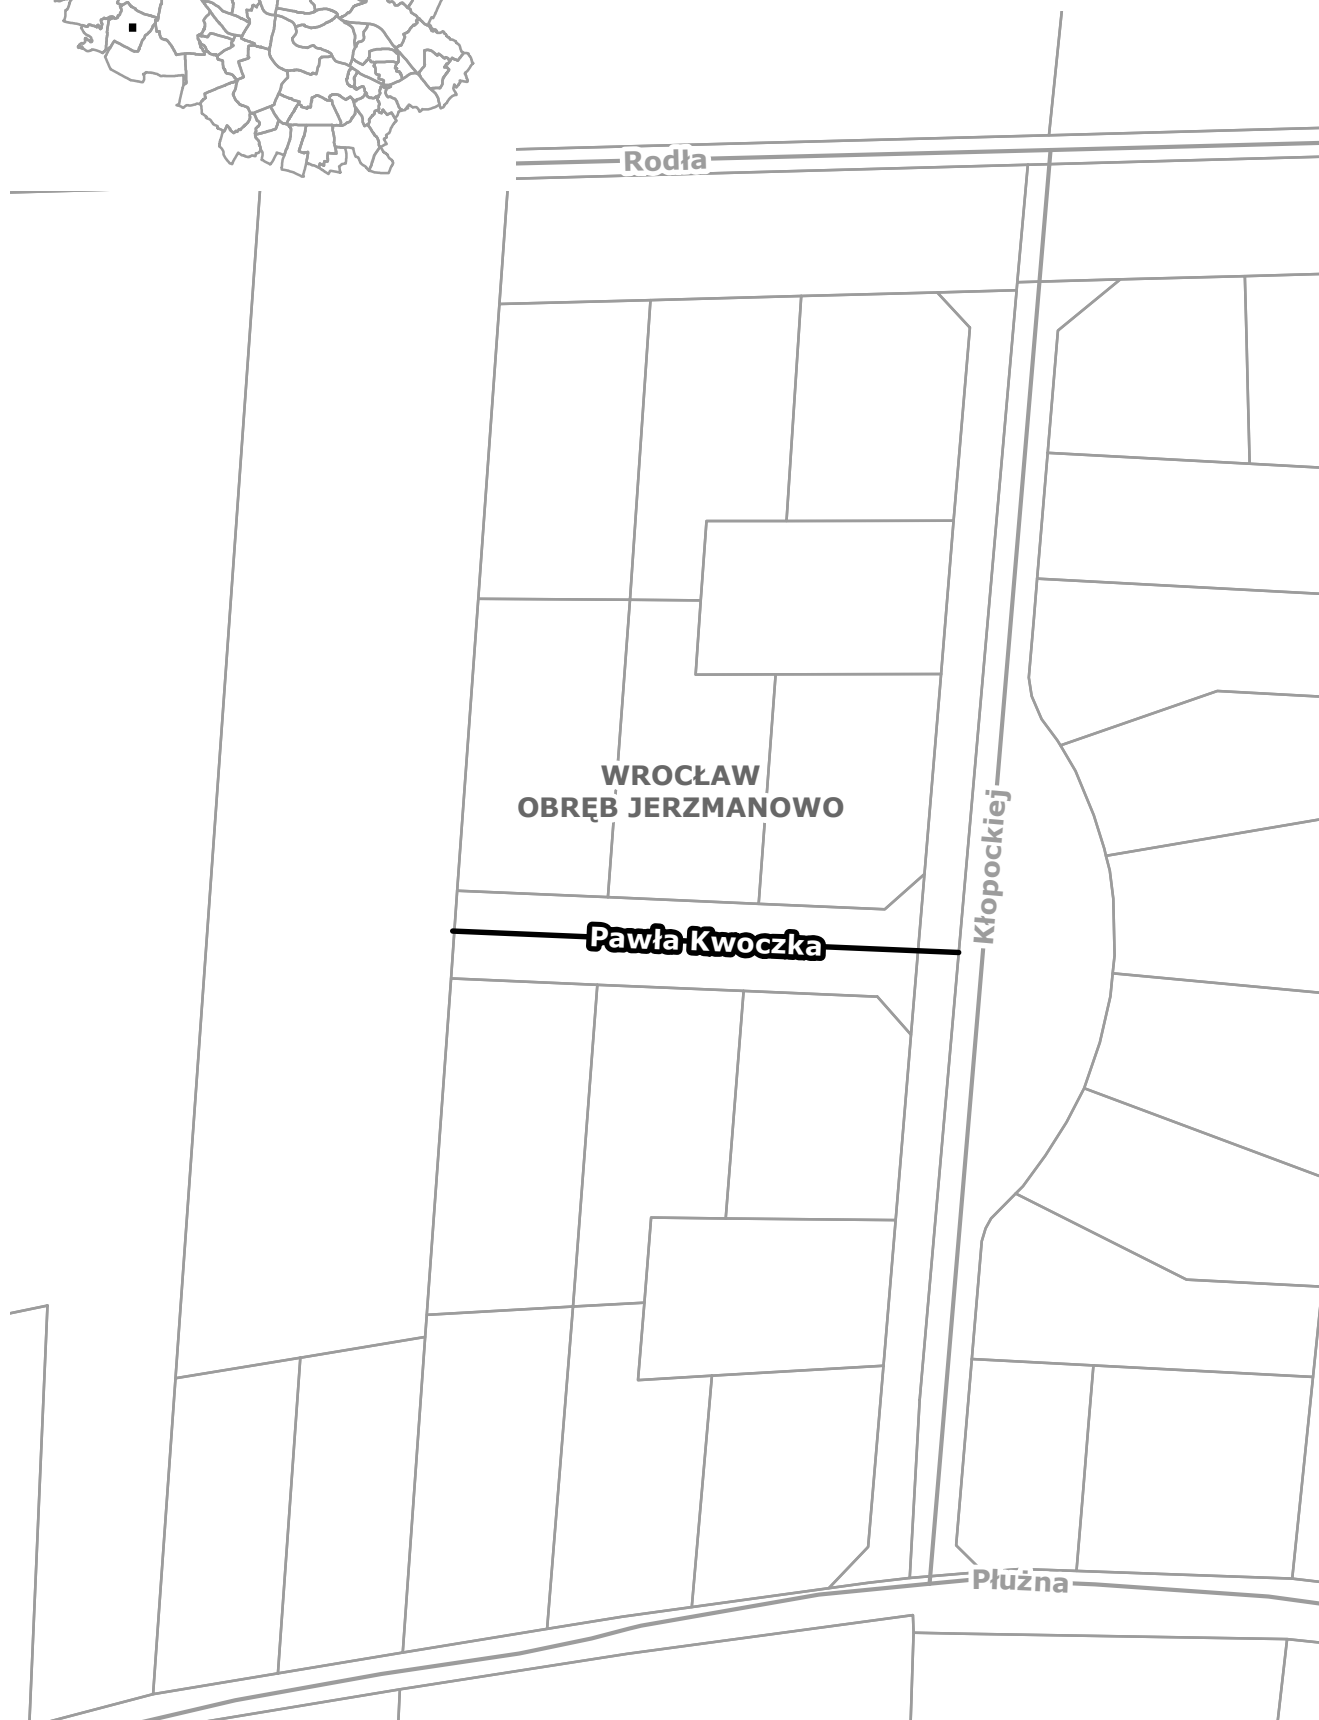 Rodła
WROCŁAW
OBRĘB JERZMANOWO
Kłopockiej
Pawła Kwoczka
Płużna